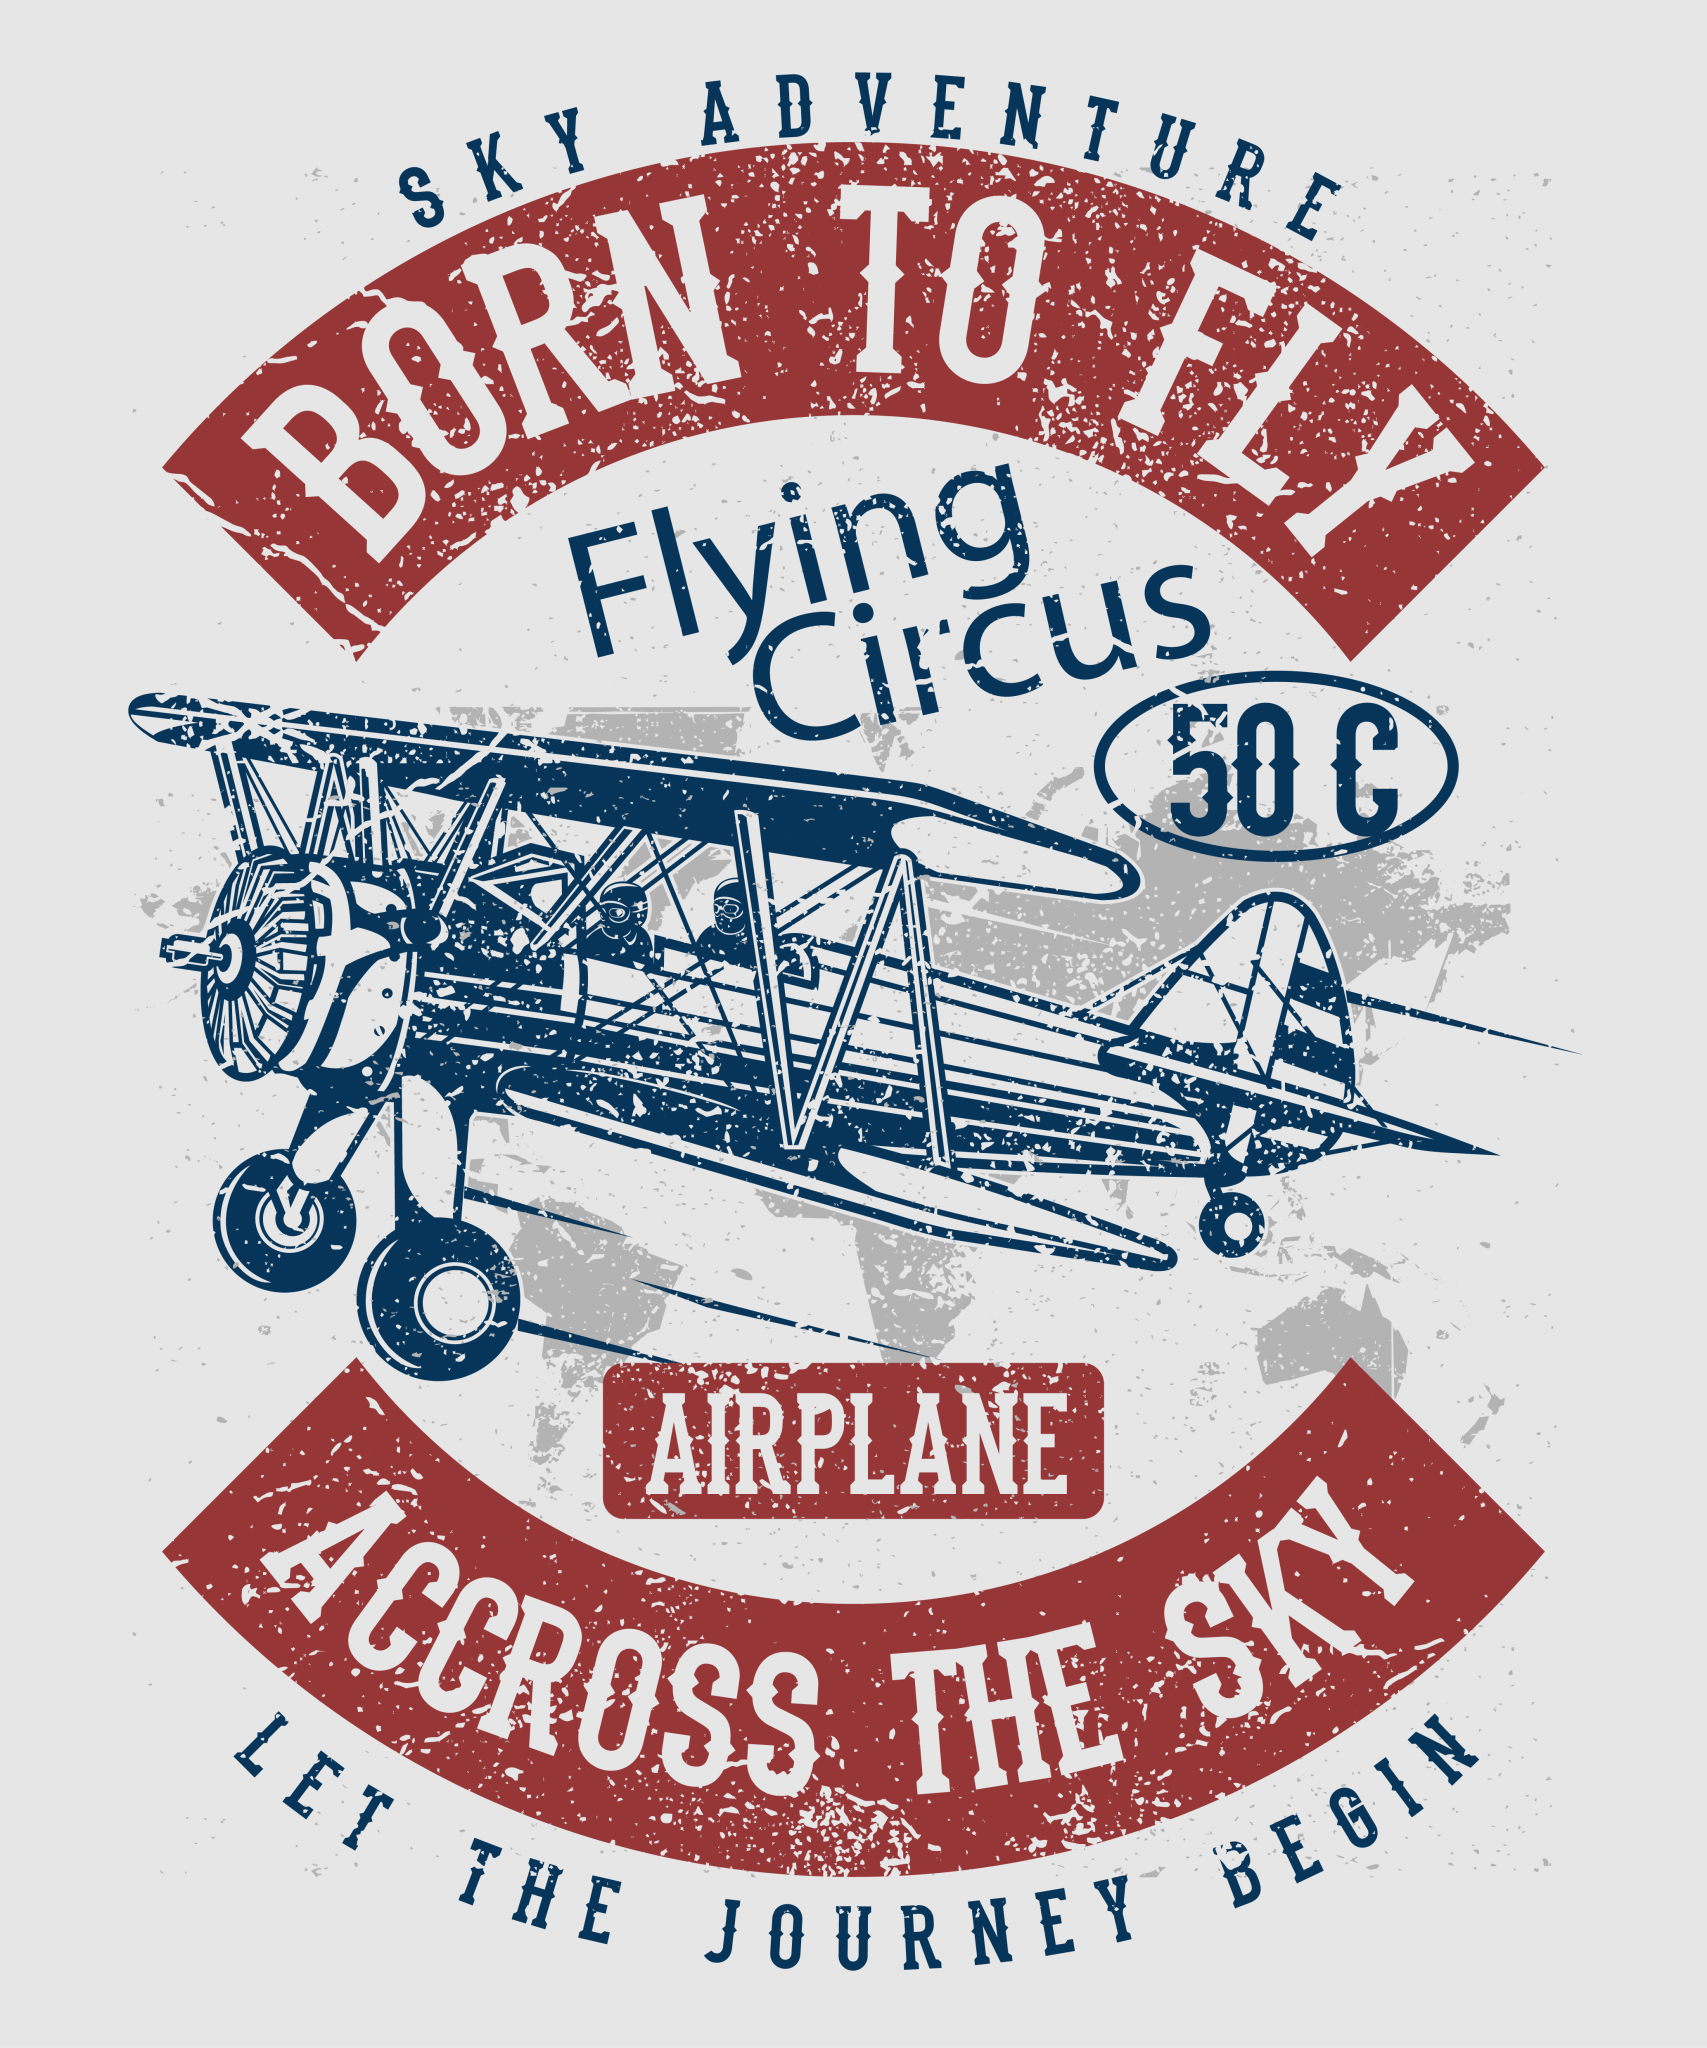 SKY ADVENTURE
BORN TO FLY
Flying
Circus
50 C
AIRPLANE
ACCROSS THE SKY
LET THE JOURNEY BEGIN